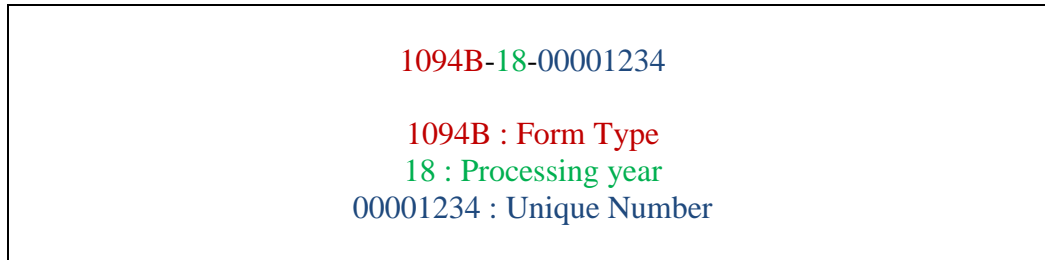 1094B-18-00001234
1094B : Form Type
18 : Processing year
00001234 : Unique Number